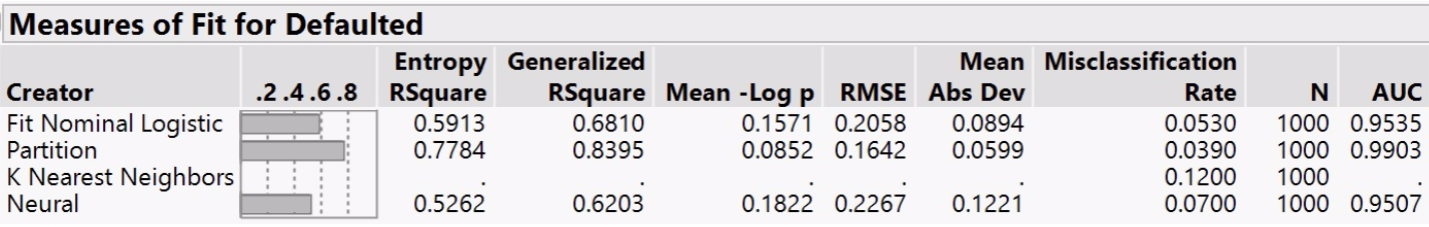 Measures of Fit for Defaulted
Entropy Generalized Mean Misclassification
Creator .2 .4 .6 .8 RSquare RSquare Mean -Log p RMSE Abs Dev Rate N AUC
Fit Nominal Logistic 0.5913 0.6810 0.1571 0.2058 0.0894 0.0530 1000 0.9535
Partition 0.7784 0.8395 0.0852 0.1642 0.0599 0.0390 1000 0.9903
K Nearest Neighbors . . . . . 0.1200 1000 .
Neural 0.5262 0.6203 0.1822 0.2267 0.1221 0.0700 1000 0.9507